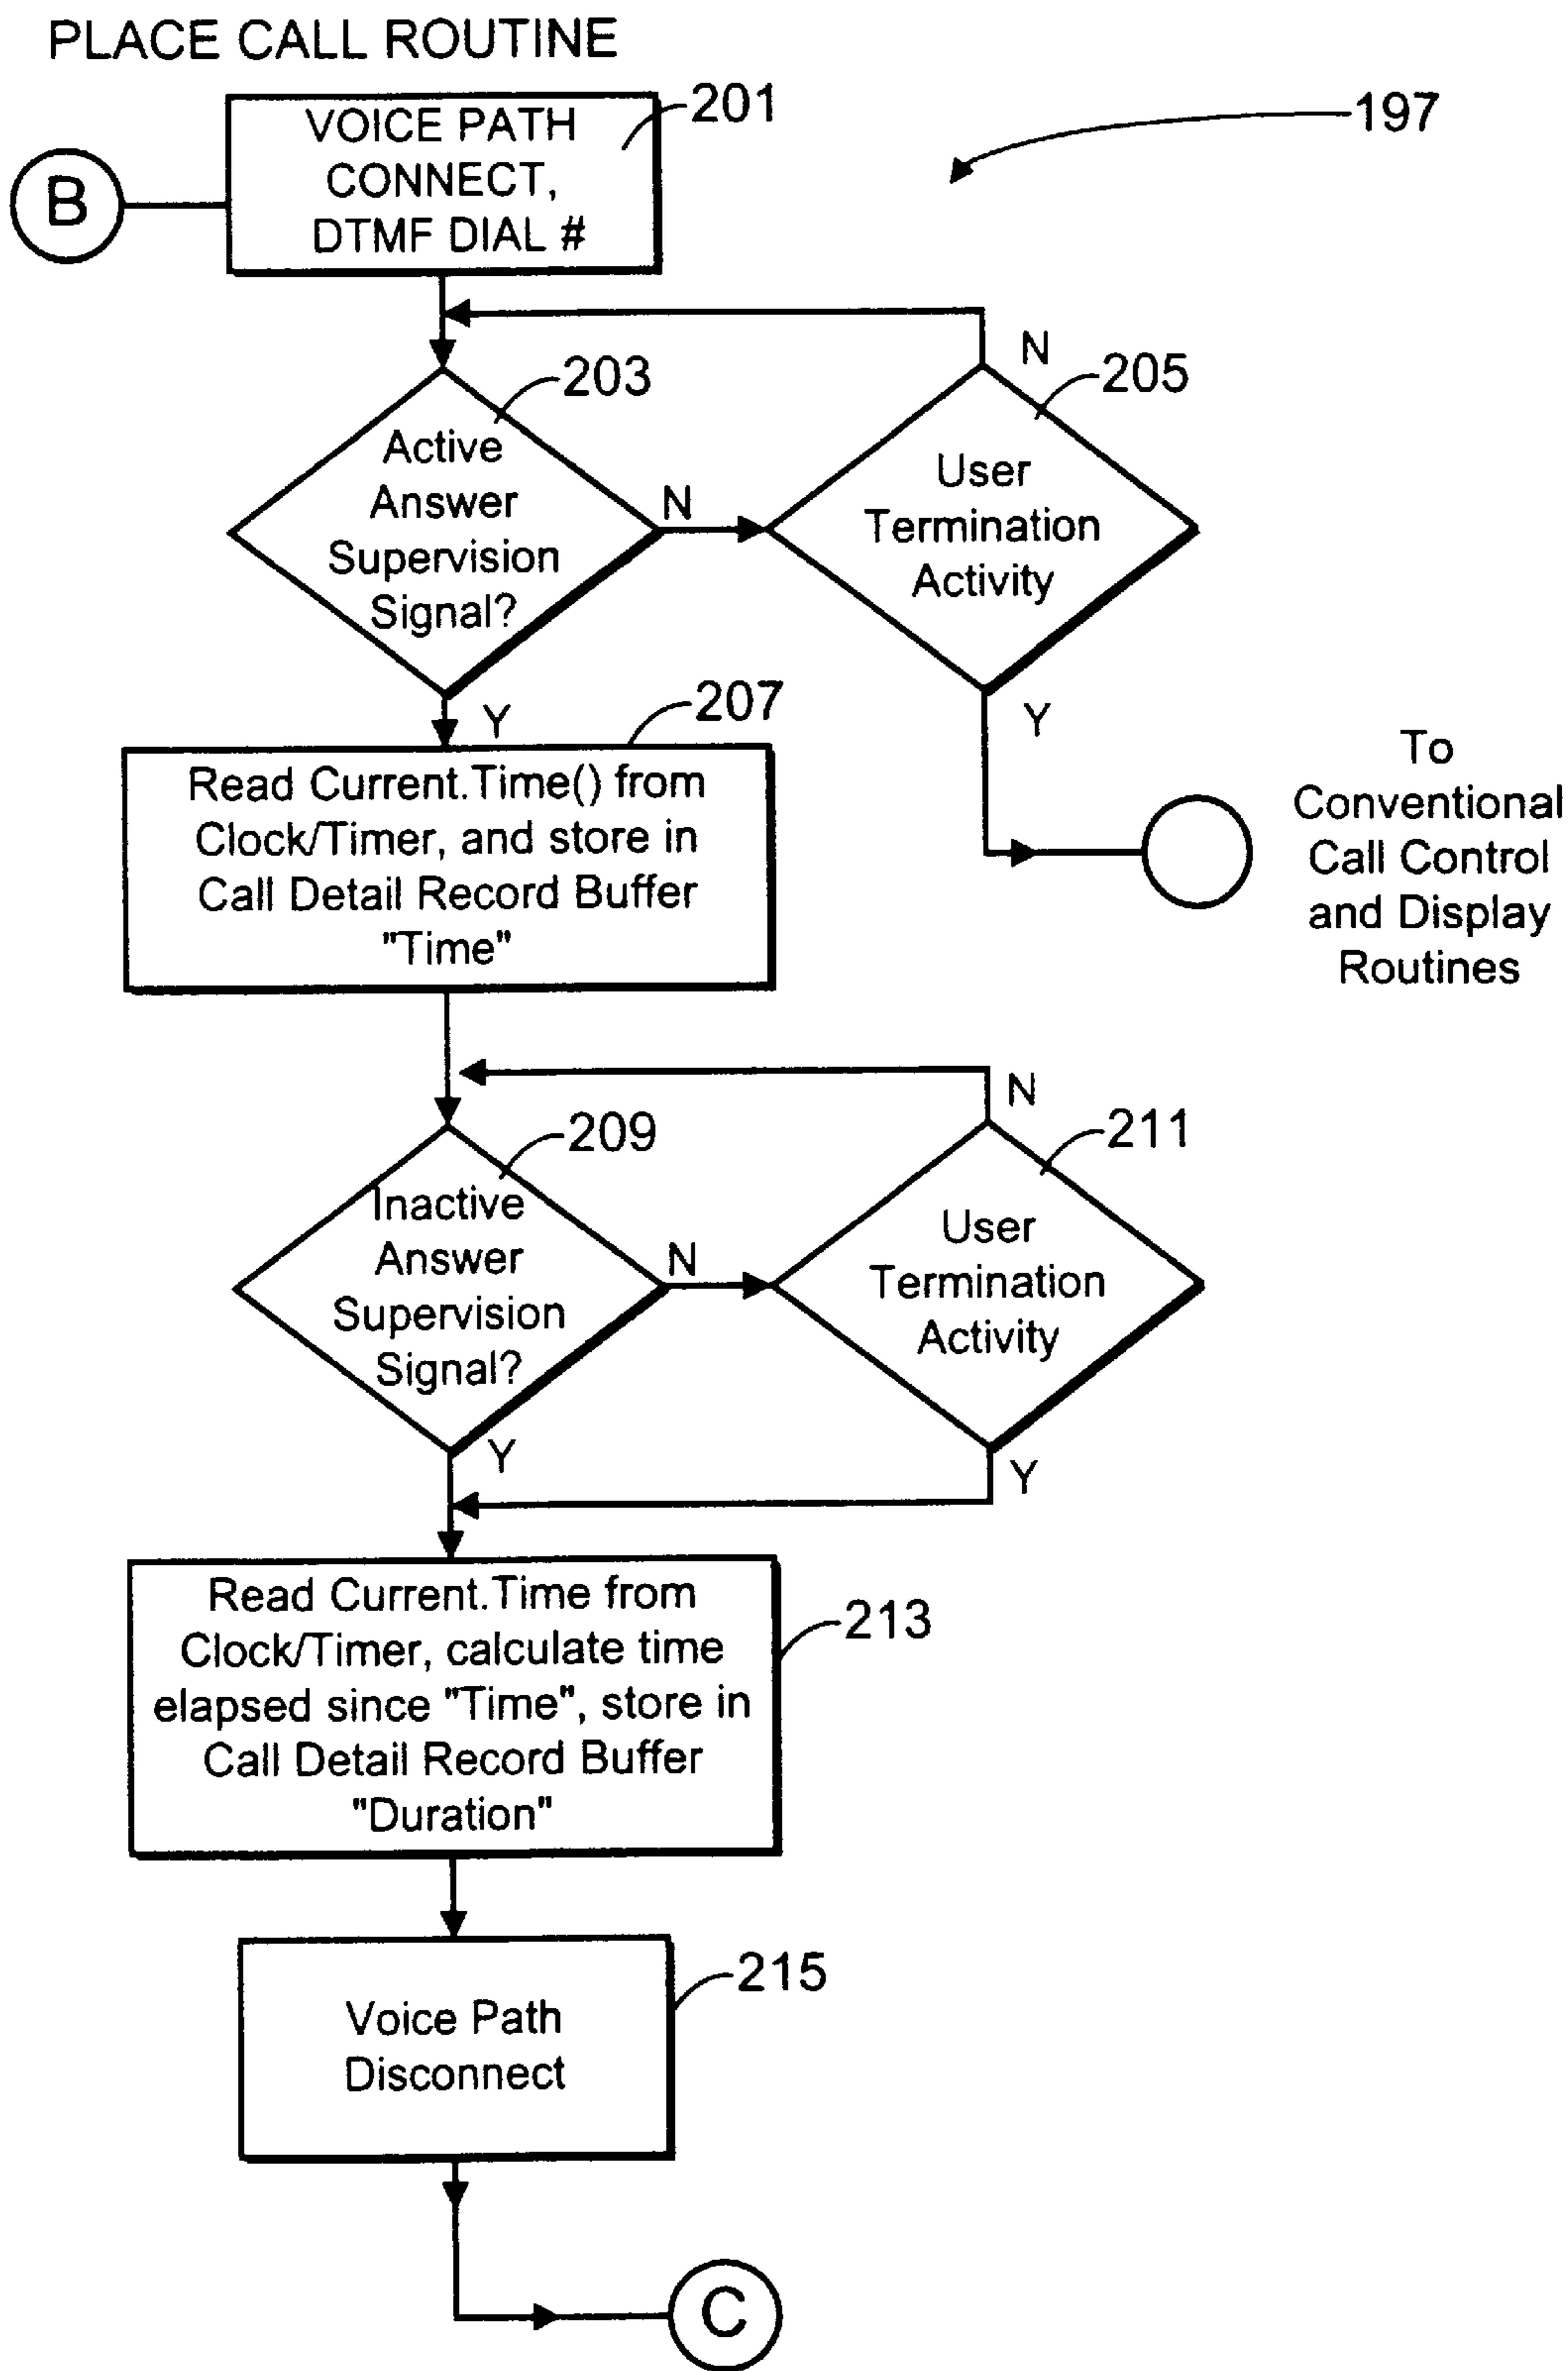 PLACE CALL ROUTINE
201
197
VOICE PATH
CONNECT,
DTMF DIAL #
B
203
N
205
Active
Answer
Supervision
Signal?
N
User
Termination
Activity
Y
207
Y
Read Current.Time() from
Clock/Timer, and store in
Call Detail Record Buffer
"Time"
To
Conventional
Call Control
and Display
Routines
N
209
211
Inactive
Answer
Supervision
Signal?
N
User
Termination
Activity
Y
Y
Read Current.Time from
Clock/Timer, calculate time
elapsed since "Time", store in
Call Detail Record Buffer
"Duration"
213
215
Voice Path
Disconnect
C